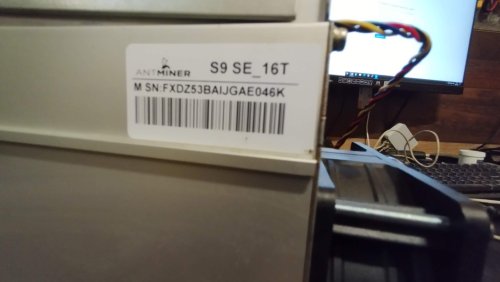 ANTMINER
S9 SE_16T
M SN:FXDZ53BAIJGAE046K